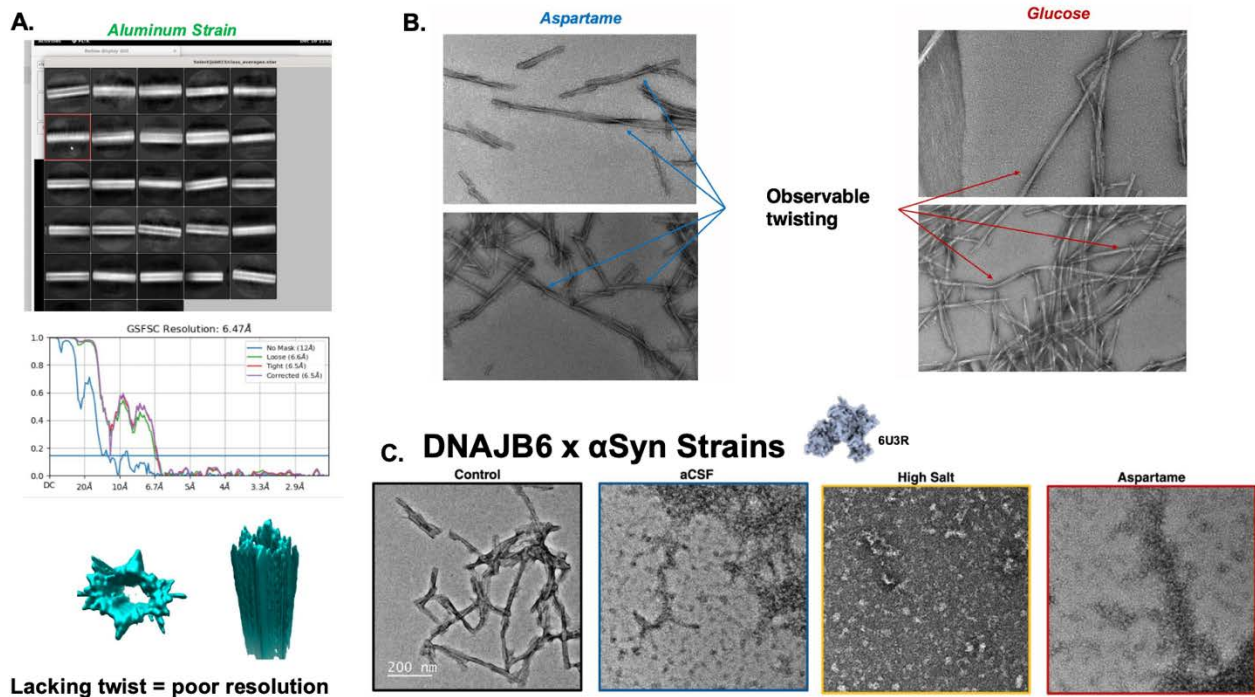 A.
Aluminum Strain
GSFSC Resolution: 6.47Å
No Mask (12Å)
Loose (6.6Å)
Tight (6.5Å)
Corrected (6.5Å)
1.0
0.8
0.6
0.4
0.2
0.0
DC 20Å 10Å 6.7Å 5Å 4Å 3.3Å 2.9Å
Lacking twist = poor resolution
B.
Aspartame
Glucose
Observable
twisting
C. DNAJB6 x αSyn Strains
6U3R
Control
aCSF
High Salt
Aspartame
200 nm